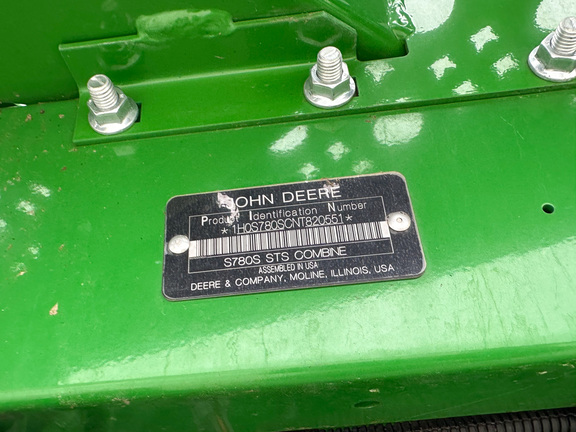 JOHN DEERE
Product Identification Number
*1H0S780SCNT820551*
S780S STS COMBINE
ASSEMBLED IN USA
DEERE & COMPANY, MOLINE, ILLINOIS, USA